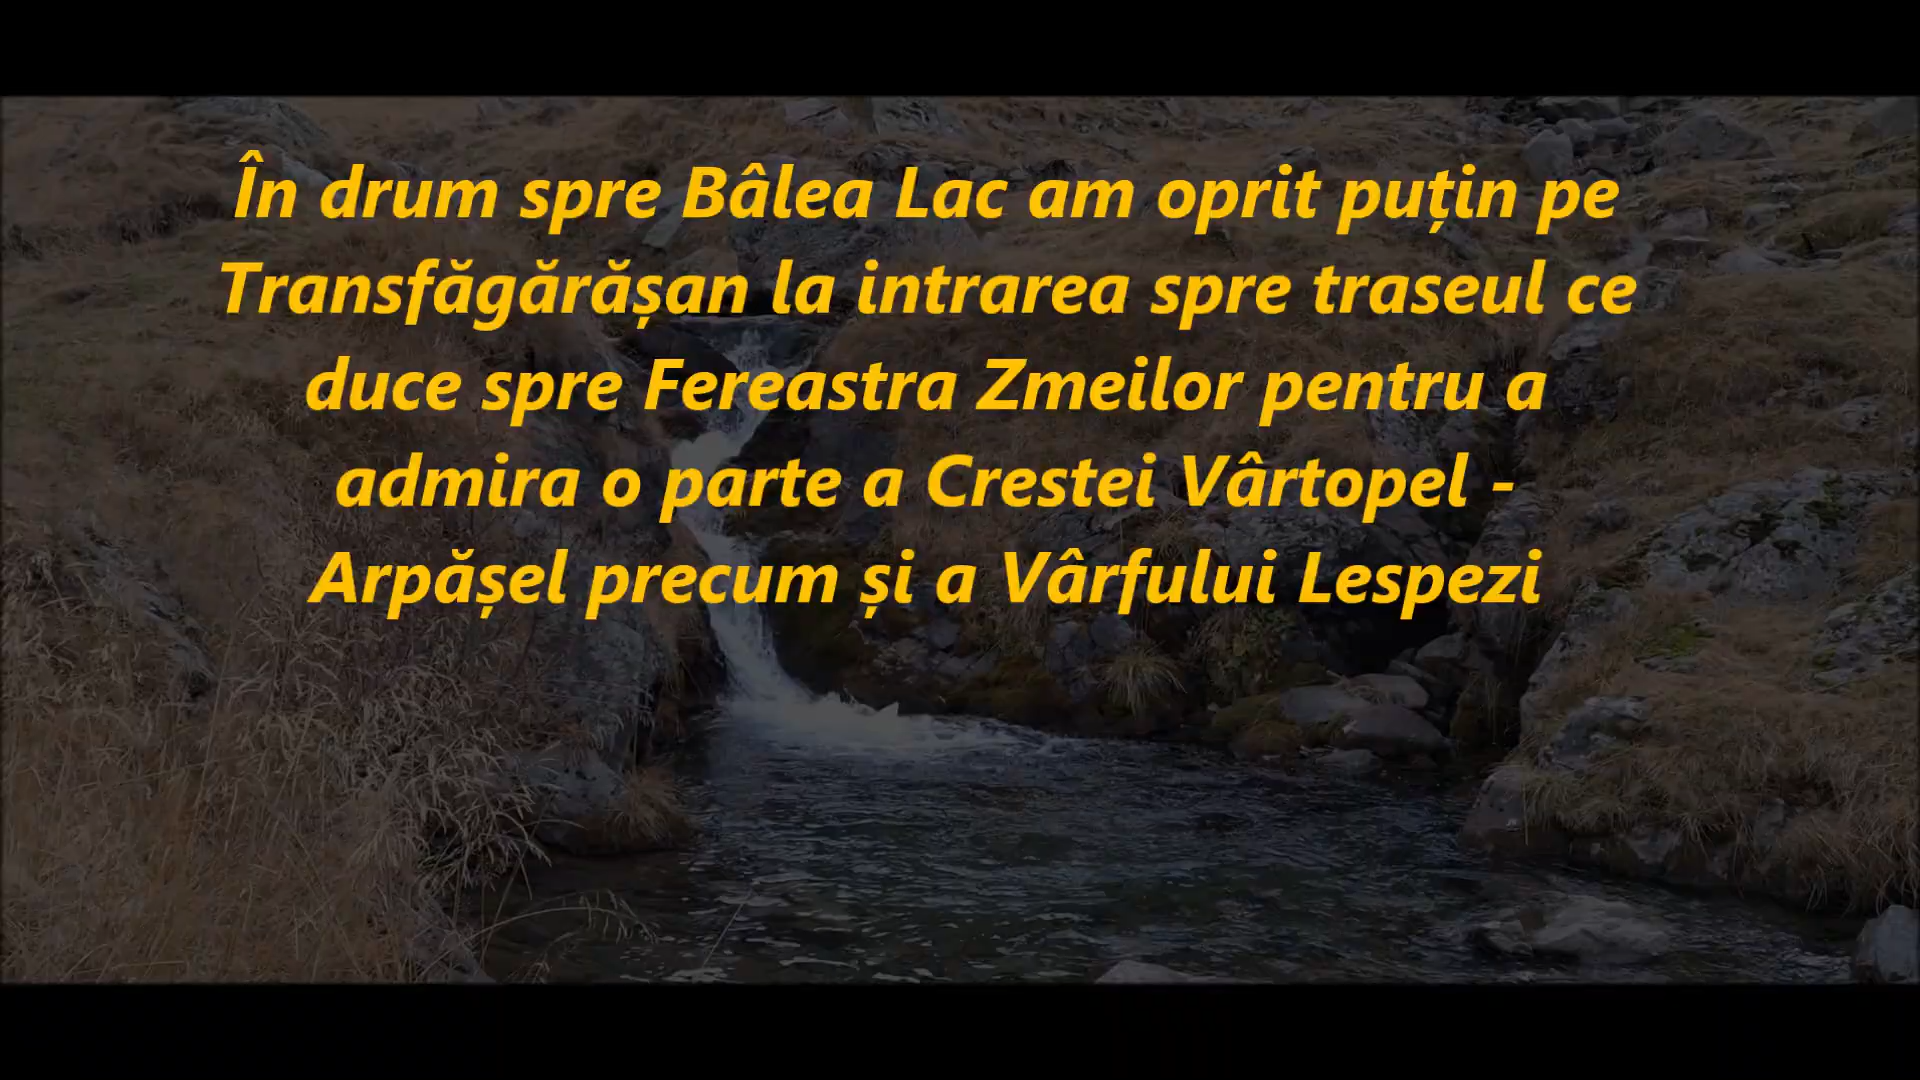 În drum spre Bâlea Lac am oprit puțin pe
Transfăgărășan la intrarea spre traseul ce
duce spre Fereastra Zmeilor pentru a
admira o parte a Crestei Vârtopel -
Arpășel precum și a Vârfului Lespezi